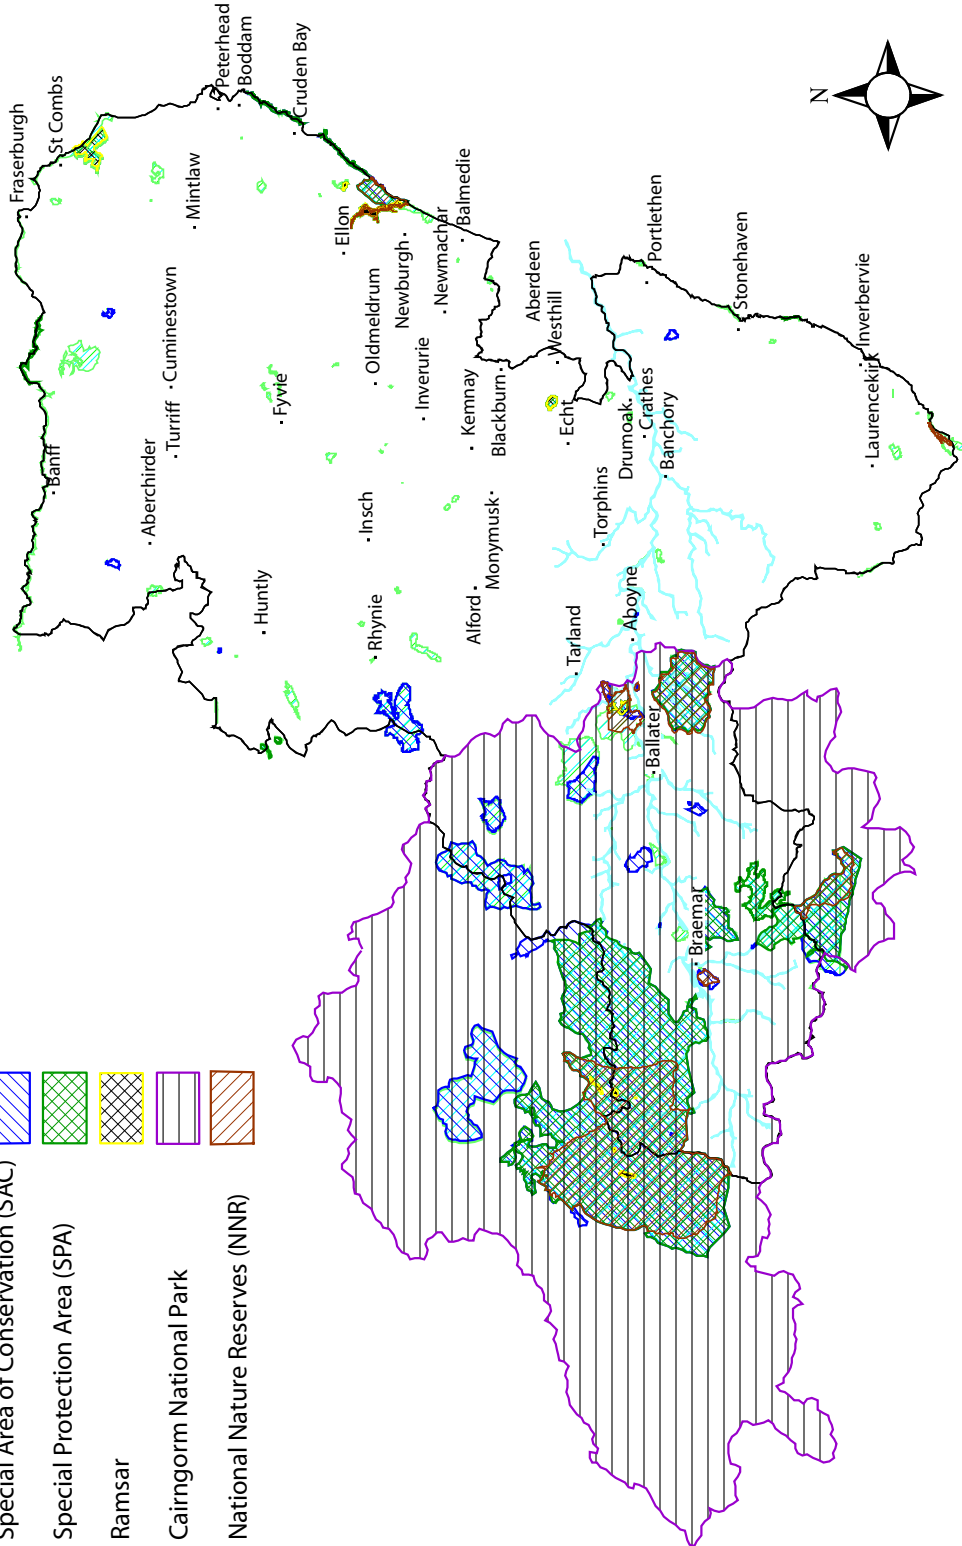 Fraserburgh
St Combs
Peterhead
Boddam
Cruden Bay
Mintlaw
Banff
Cuminestown
Turriff
Aberchirder
Fyvie
Ellon
Huntly
Oldmeldrum
Newburgh
Newmachar
Balmedie
Insch
Inverurie
Rhynie
Kemnay
Blackburn
Monymusk
Alford
Aberdeen
Westhill
Echt
Portlethen
Torphins
Drumoak
Crathes
Banchory
Tarland
Aboyne
Stonehaven
Ballater
Braemar
Inverbervie
Laurencekirk
N
Special Area of Conservation (SAC)
Special Protection Area (SPA)
Ramsar
Cairngorm National Park
National Nature Reserves (NNR)